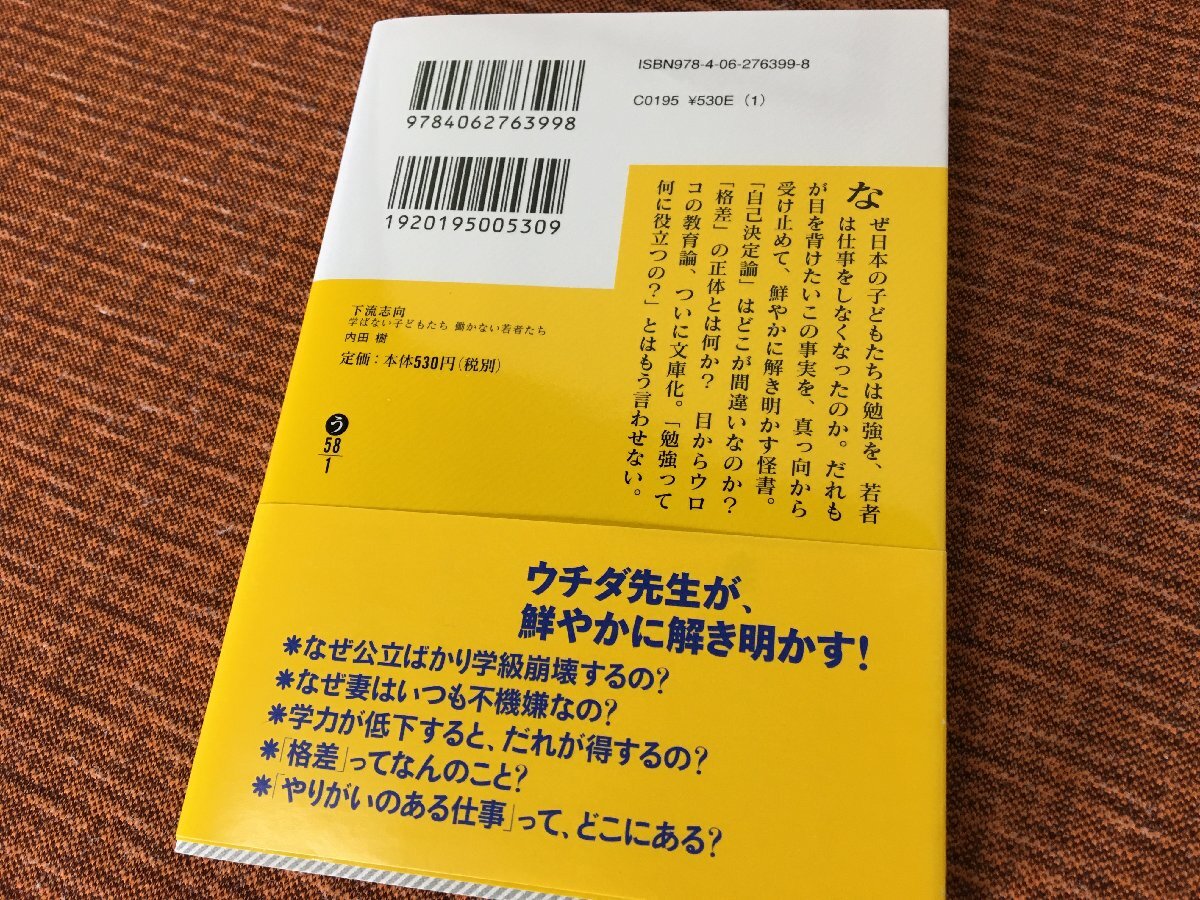 ISBN978-4-06-276399-8
C0195 ¥530E (1)
9784062763998
1920195005309
なぜ日本の子どもたちは勉強を、若者
は仕事をしなくなったのか。だれも
が目を背けたいこの事実を、真っ向から
受け止めて、鮮やかに解き明かす怪書。
「自己決定論」はどこが間違いなのか?
「格差」の正体とは何か? 目からウロ
コの教育論、ついに文庫化。「勉強って
何に役立つの?」とはもう言わせない。
下流志向
学ばない子どもたち 働かない若者たち
内田 樹
定価:本体530円(税別)
う
58
1
ウチダ先生が、
鮮やかに解き明かす!
*なぜ公立ばかり学級崩壊するの?
*なぜ妻はいつも不機嫌なの?
*学力が低下すると、だれが得するの?
*「格差」ってなんのこと?
*「やりがいのある仕事」って、どこにある?